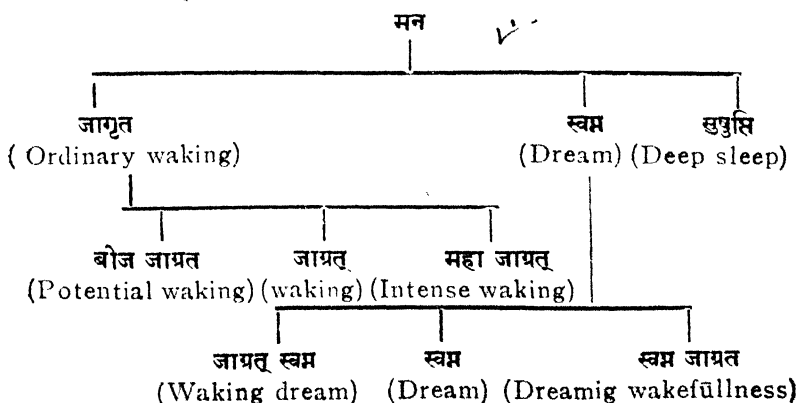 मन
जागृत स्वप्न सुषुप्ति
( Ordinary waking) (Dream) (Deep sleep)
बोज जाग्रत जाग्रत् महा जाग्रत्
(Potential waking) (waking) (Intense waking)
जाग्रत् स्वप्न स्वप्न स्वप्न जाग्रत
(Waking dream) (Dream) (Dreamig wakefüllness)